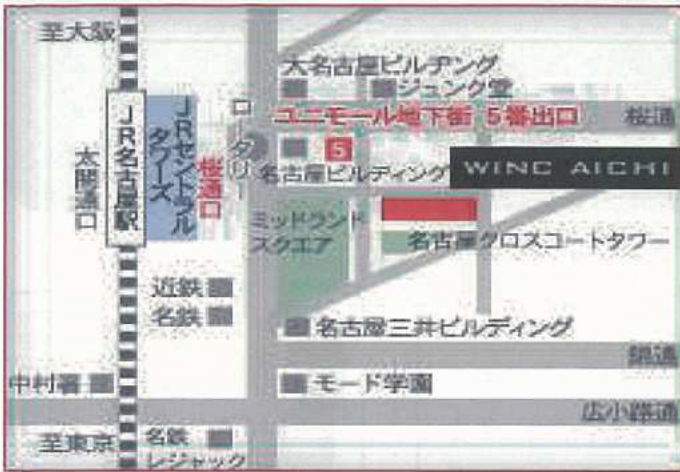 至大阪
大名古屋ビルヂング
ジュンク堂
ユニモール地下街 5番出口
桜通
JR名古屋駅
JRセントラル
タワーズ
桜通口
ロータリー
太閤通口
5
名古屋ビルディング
WINC AICHI
ミッドランド
スクエア
名古屋クロスコートタワー
近鉄
名鉄
名古屋三井ビルディング
錦通
中村署
モード学園
広小路通
至東京
名鉄
レジャック